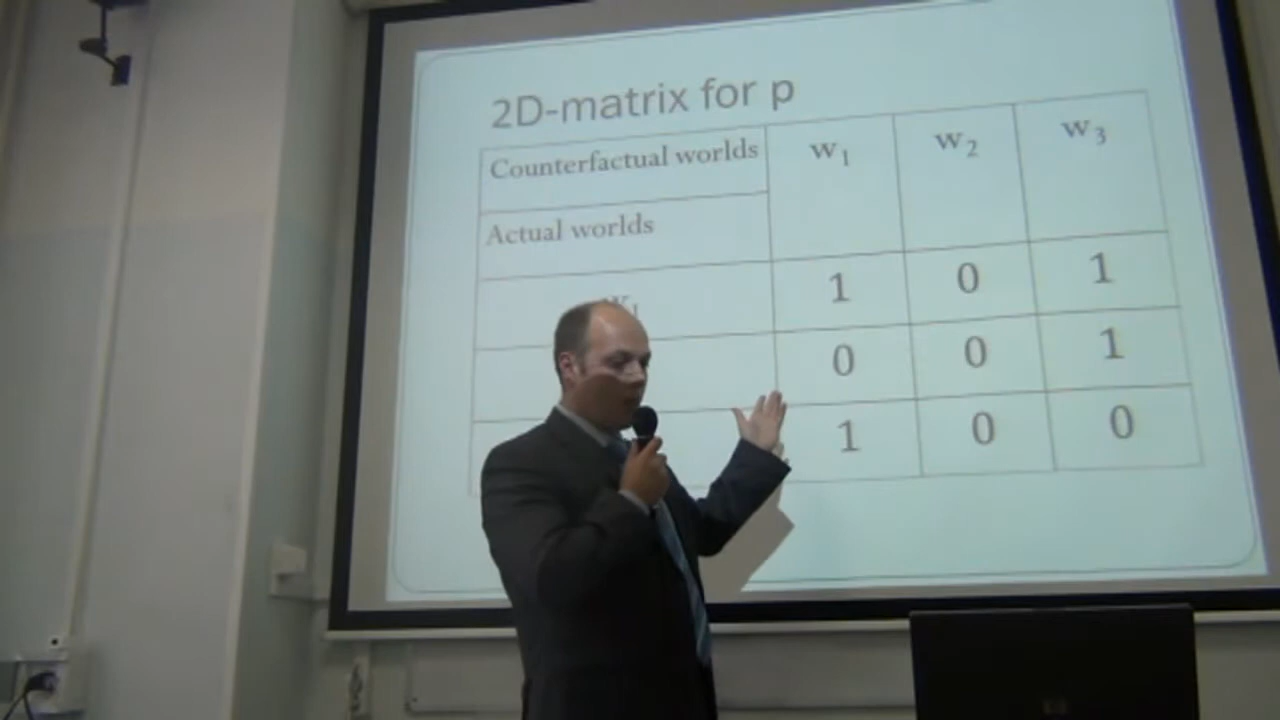 2D-matrix for p
Counterfactual worlds w₁ w₂ w₃
Actual worlds
w₁ 1 0 1
0 0 1
1 0 0